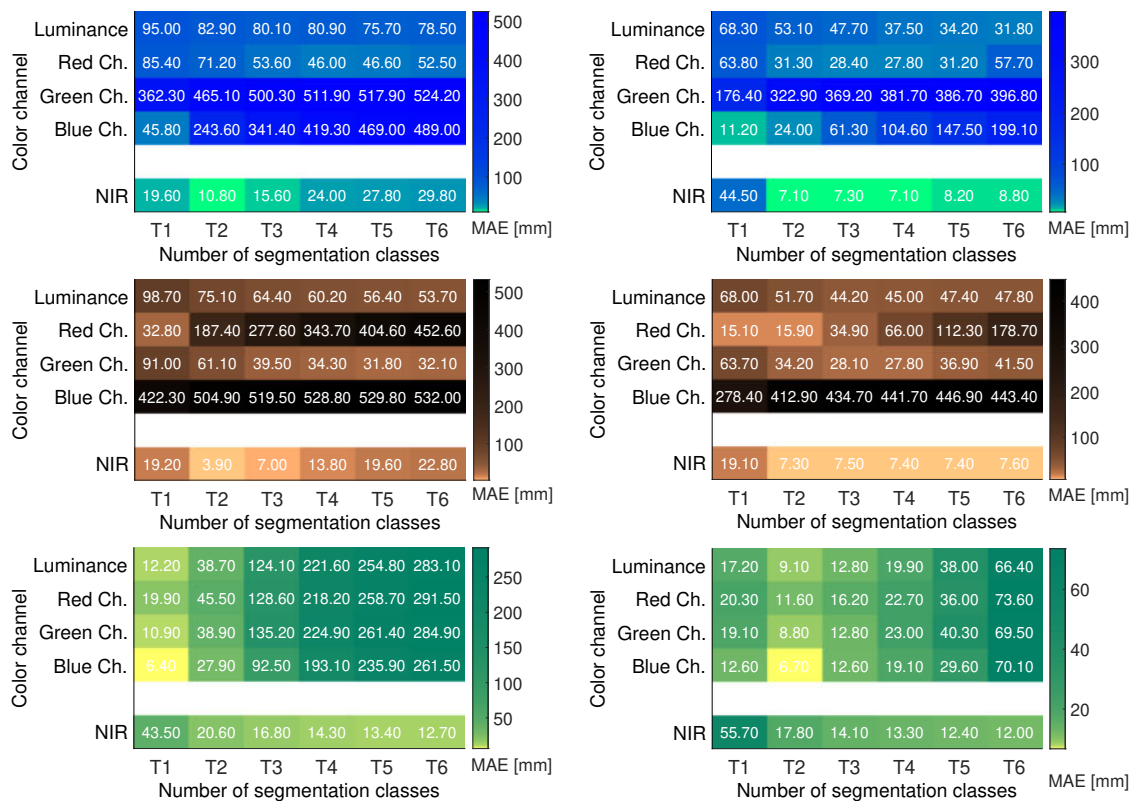 Luminance 95.00 82.90 80.10 80.90 75.70 78.50
Red Ch. 85.40 71.20 53.60 46.00 46.60 52.50
Green Ch. 362.30 465.10 500.30 511.90 517.90 524.20
Blue Ch. 45.80 243.60 341.40 419.30 469.00 489.00
NIR 19.60 10.80 15.60 24.00 27.80 29.80
T1 T2 T3 T4 T5 T6
Number of segmentation classes
Color channel
500
400
300
200
100
MAE [mm]
68.30 53.10 47.70 37.50 34.20 31.80
Red Ch. 63.80 31.30 28.40 27.80 31.20 57.70
Green Ch. 176.40 322.90 369.20 381.70 386.70 396.80
Blue Ch. 11.20 24.00 61.30 104.60 147.50 199.10
NIR 44.50 7.10 7.30 7.10 8.20 8.80
Luminance
T1 T2 T3 T4 T5 T6
Number of segmentation classes
Color channel
300
200
100
MAE [mm]
Luminance 98.70 75.10 64.40 60.20 56.40 53.70
Red Ch. 32.80 187.40 277.60 343.70 404.60 452.60
Green Ch. 91.00 61.10 39.50 34.30 31.80 32.10
Blue Ch. 422.30 504.90 519.50 528.80 529.80 532.00
NIR 19.20 3.90 7.00 13.80 19.60 22.80
T1 T2 T3 T4 T5 T6
Number of segmentation classes
Color channel
500
400
300
200
100
MAE [mm]
Luminance 68.00 51.70 44.20 45.00 47.40 47.80
Red Ch. 15.10 15.90 34.90 66.00 112.30 178.70
Green Ch. 63.70 34.20 28.10 27.80 36.90 41.50
Blue Ch. 278.40 412.90 434.70 441.70 446.90 443.40
NIR 19.10 7.30 7.50 7.40 7.40 7.60
T1 T2 T3 T4 T5 T6
Number of segmentation classes
Color channel
400
300
200
100
MAE [mm]
Luminance 12.20 38.70 124.10 221.60 254.80 283.10
Red Ch. 19.90 45.50 128.60 218.20 258.70 291.50
Green Ch. 10.90 38.90 135.20 224.90 261.40 284.90
Blue Ch. 6.40 27.90 92.50 193.10 235.90 261.50
NIR 43.50 20.60 16.80 14.30 13.40 12.70
T1 T2 T3 T4 T5 T6
Number of segmentation classes
Color channel
250
200
150
100
50
MAE [mm]
Luminance 17.20 9.10 12.80 19.90 38.00 66.40
Red Ch. 20.30 11.60 16.20 22.70 36.00 73.60
Green Ch. 19.10 8.80 12.80 23.00 40.30 69.50
Blue Ch. 12.60 6.70 12.60 19.10 29.60 70.10
NIR 55.70 17.80 14.10 13.30 12.40 12.00
T1 T2 T3 T4 T5 T6
Number of segmentation classes
Color channel
60
40
20
MAE [mm]